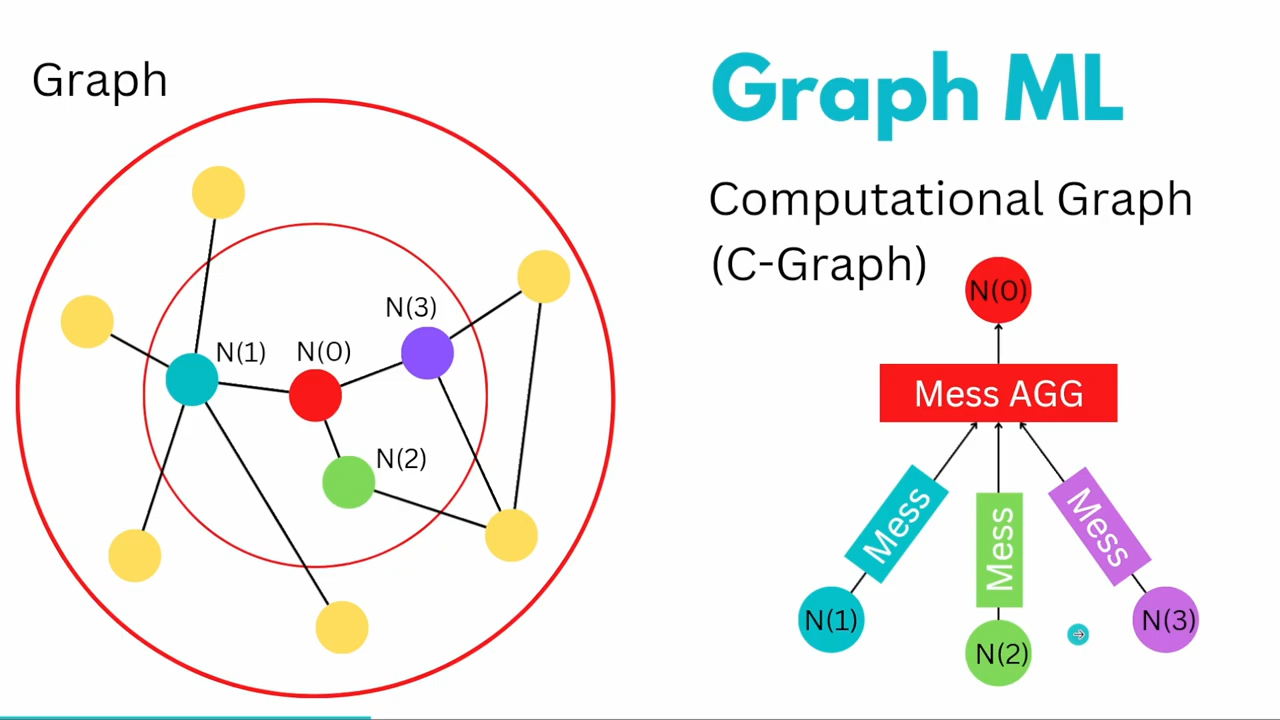 Graph
Graph ML
Computational Graph
(C-Graph)
N(3)
N(1)
N(0)
N(2)
N(0)
Mess AGG
Mess
Mess
Mess
N(1)
N(2)
N(3)